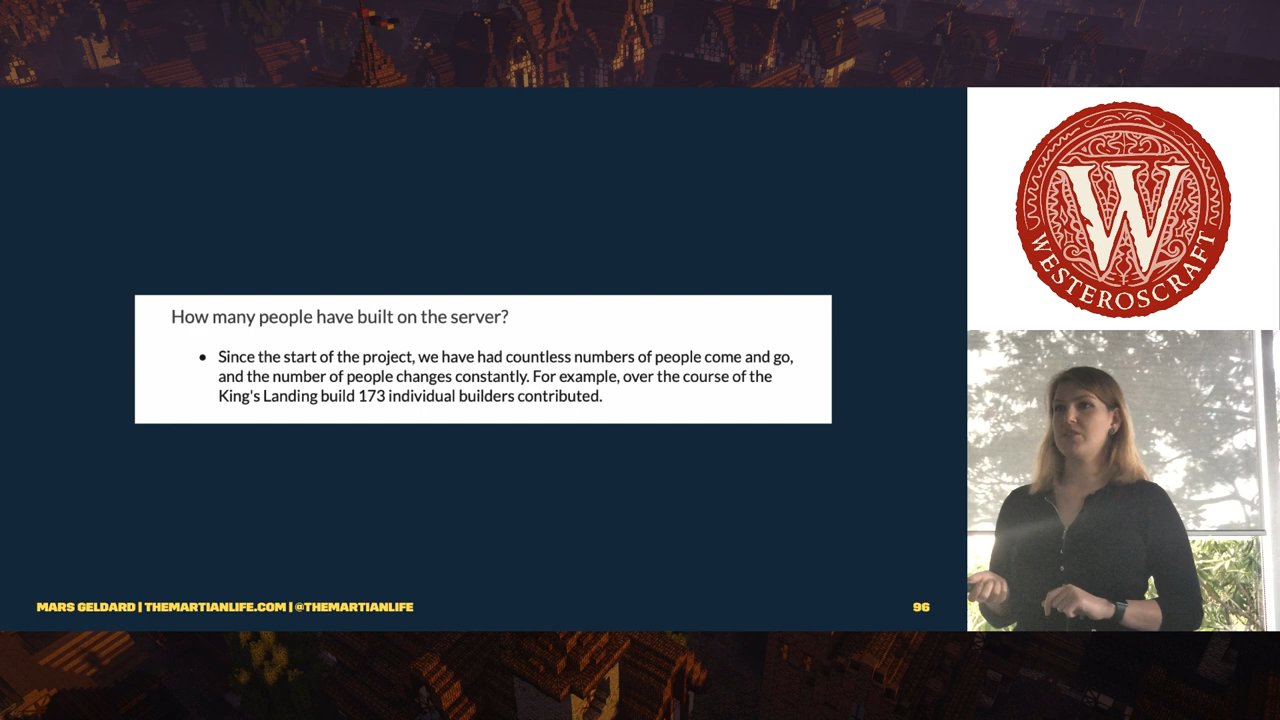 How many people have built on the server?
• Since the start of the project, we have had countless numbers of people come and go,
and the number of people changes constantly. For example, over the course of the
King's Landing build 173 individual builders contributed.
MARS GELDARD | THEMARTIANLIFE.COM | @THEMARTIANLIFE
96
W
WESTEROSCRAFT